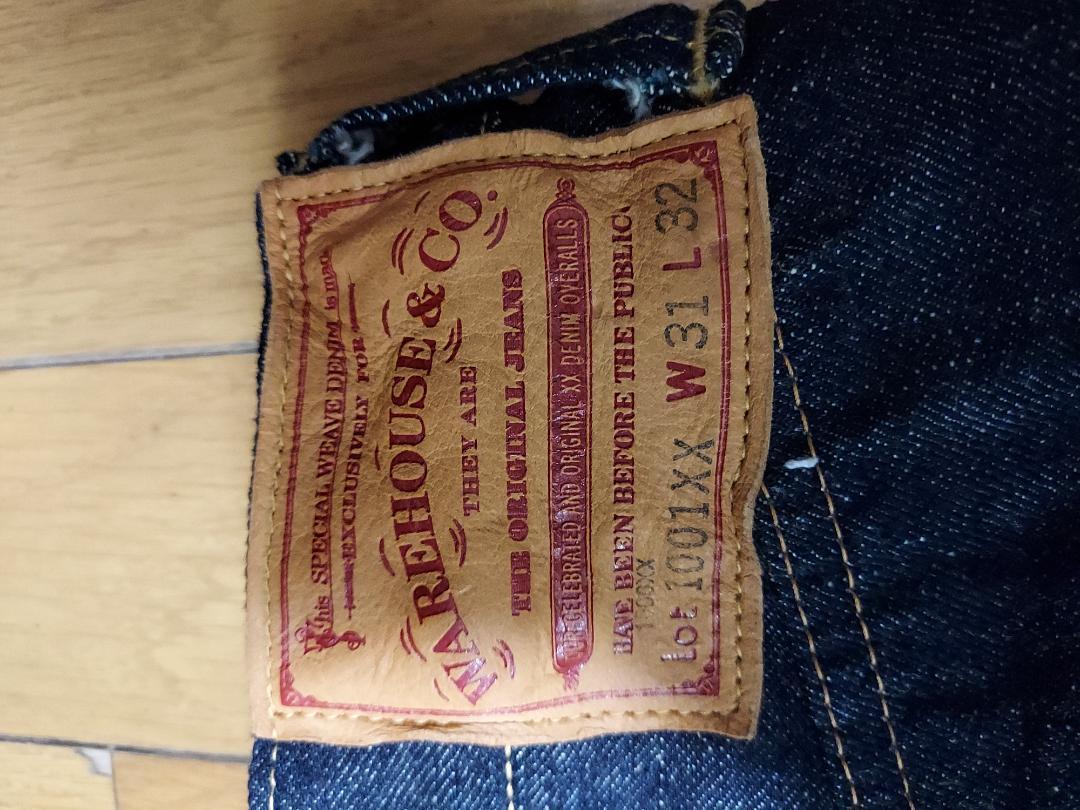 This SPECIAL WEAVE DENIM is made
EXCLUSIVELY FOR
WAREHOUSE & CO.
THEY ARE
THE ORIGINAL JEANS
CELEBRATED AND ORIGINAL XX DENIM OVERALLS
HAVE BEEN BEFORE THE PUBLIC
Lot 1001XX W 31 L 32